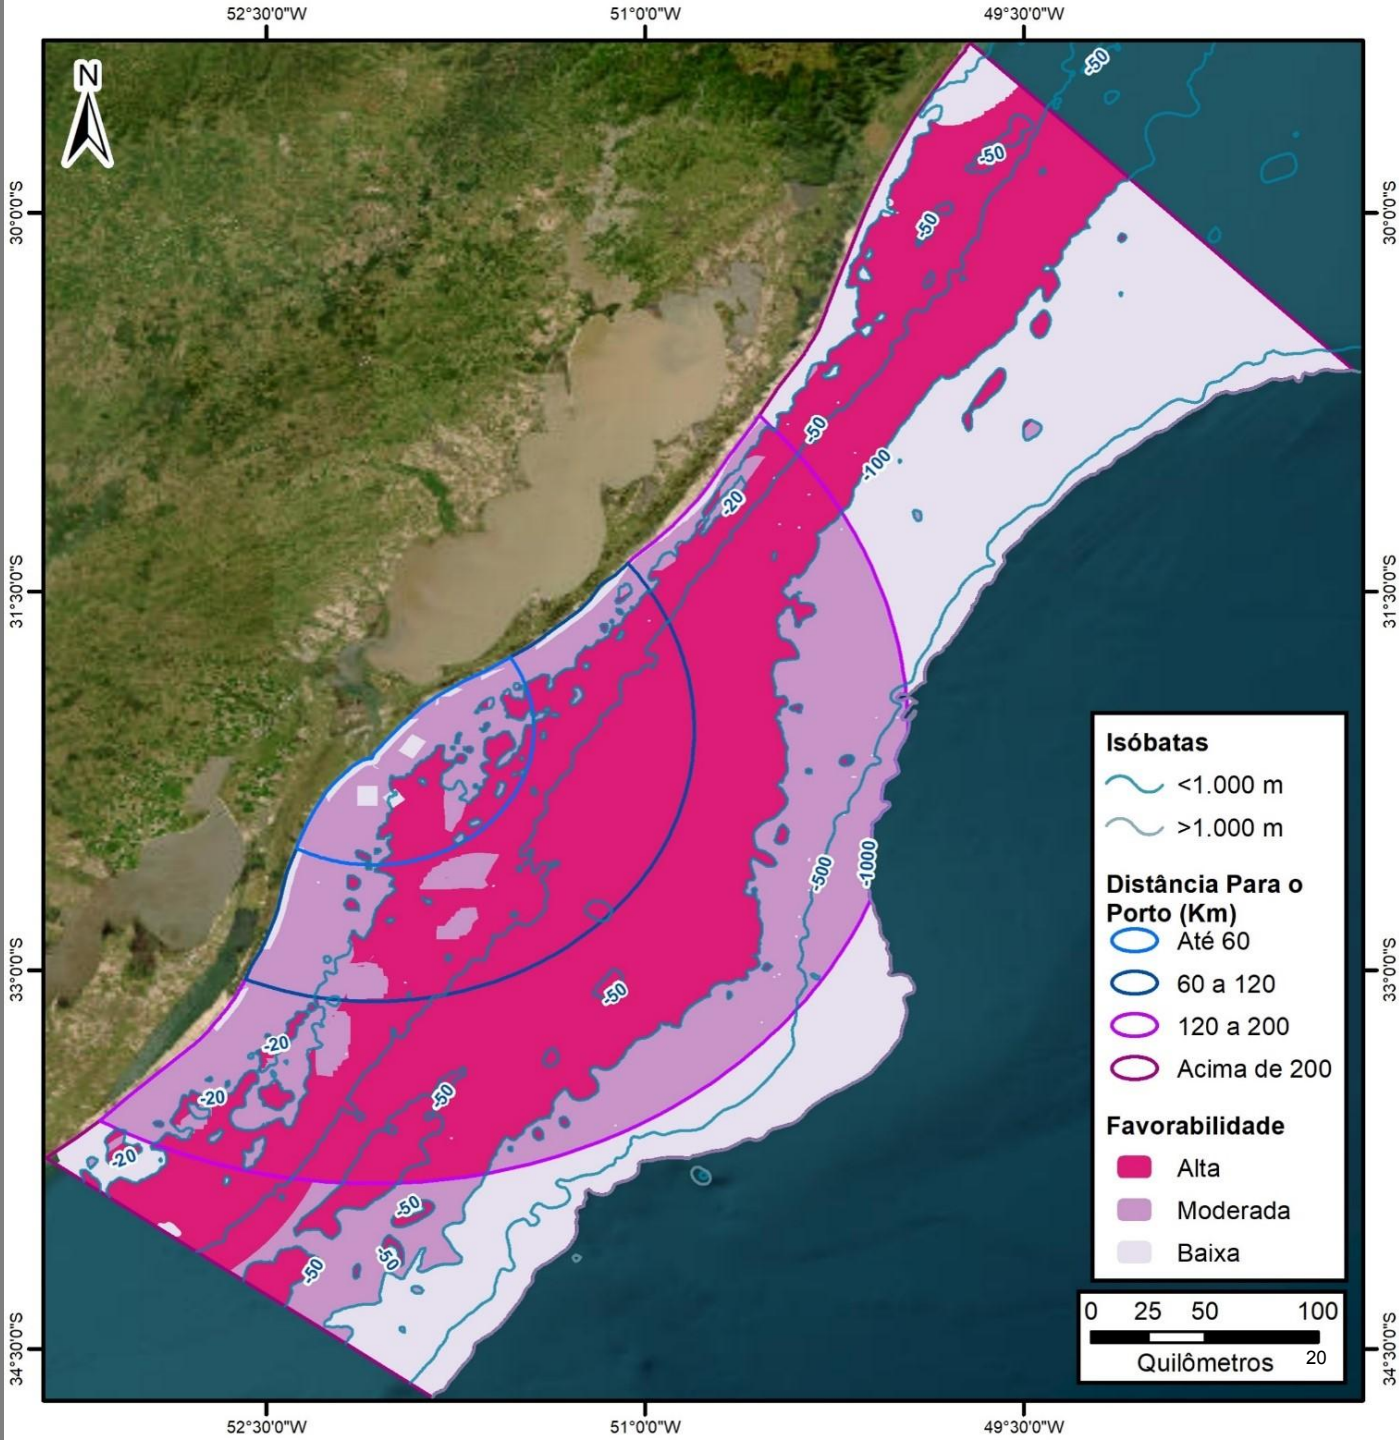 52°30'0"W
51°0'0"W
49°30'0"W
N
-50
-50
30°0'0"S
30°0'0"S
-50
-50
-100
-20
31°30'0"S
31°30'0"S
Isóbatas
<1.000 m
>1.000 m
-500
-1000
Distância Para o
Porto (Km)
Até 60
60 a 120
120 a 200
Acima de 200
33°0'0"S
33°0'0"S
-50
-20
-20
-50
-20
Favorabilidade
Alta
Moderada
Baixa
-50
-50
-50
0 25 50 100
Quilômetros
20
34°30'0"S
34°30'0"S
52°30'0"W
51°0'0"W
49°30'0"W